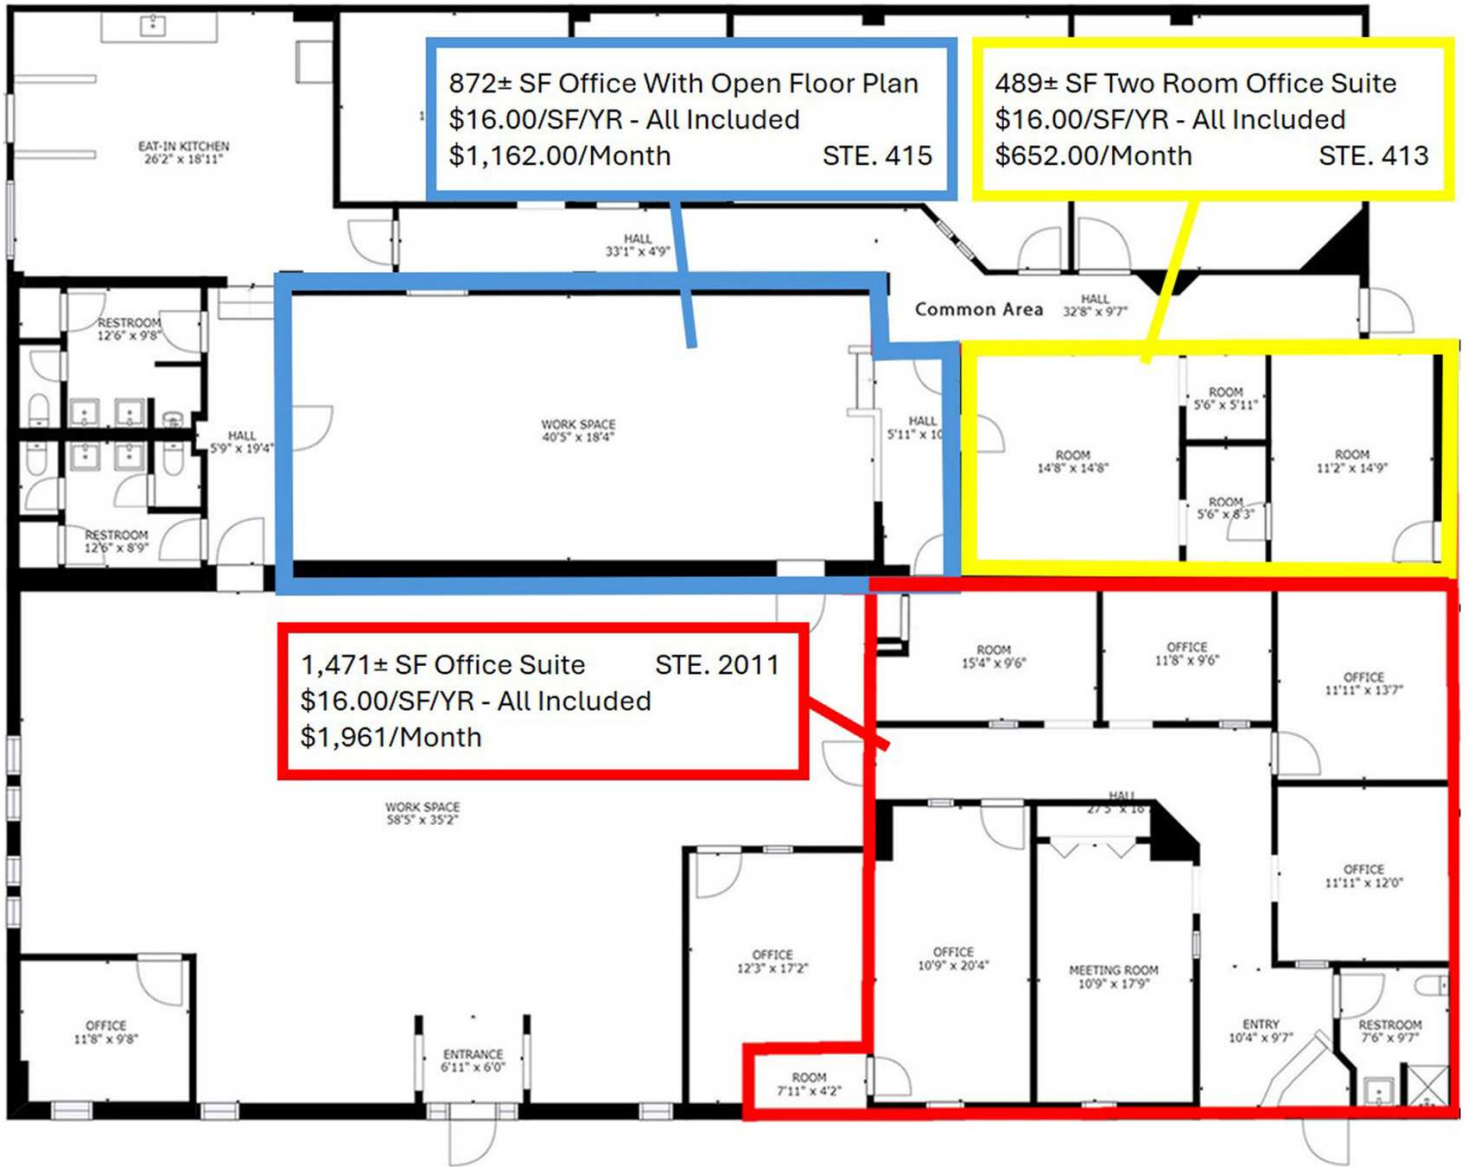 872± SF Office With Open Floor Plan
$16.00/SF/YR - All Included
$1,162.00/Month STE. 415
489± SF Two Room Office Suite
$16.00/SF/YR - All Included
$652.00/Month STE. 413
EAT-IN KITCHEN
26'2" x 18'11"
HALL
33'1" x 4'9"
Common Area
HALL
32'8" x 9'7"
RESTROOM
12'6" x 9'8"
HALL
5'9" x 19'4"
WORK SPACE
40'5" x 18'4"
HALL
5'11" x 10
ROOM
14'8" x 14'8"
ROOM
5'6" x 5'11"
ROOM
5'6" x 8'3"
ROOM
11'2" x 14'9"
RESTROOM
12'6" x 8'9"
1,471± SF Office Suite STE. 2011
$16.00/SF/YR - All Included
$1,961/Month
ROOM
15'4" x 9'6"
OFFICE
11'8" x 9'6"
OFFICE
11'11" x 13'7"
WORK SPACE
58'5" x 35'2"
HALL
27'5" x 16'
OFFICE
11'11" x 12'0"
OFFICE
12'3" x 17'2"
OFFICE
10'9" x 20'4"
MEETING ROOM
10'9" x 17'9"
OFFICE
11'8" x 9'8"
ENTRANCE
6'11" x 6'0"
ROOM
7'11" x 4'2"
ENTRY
10'4" x 9'7"
RESTROOM
7'6" x 9'7"